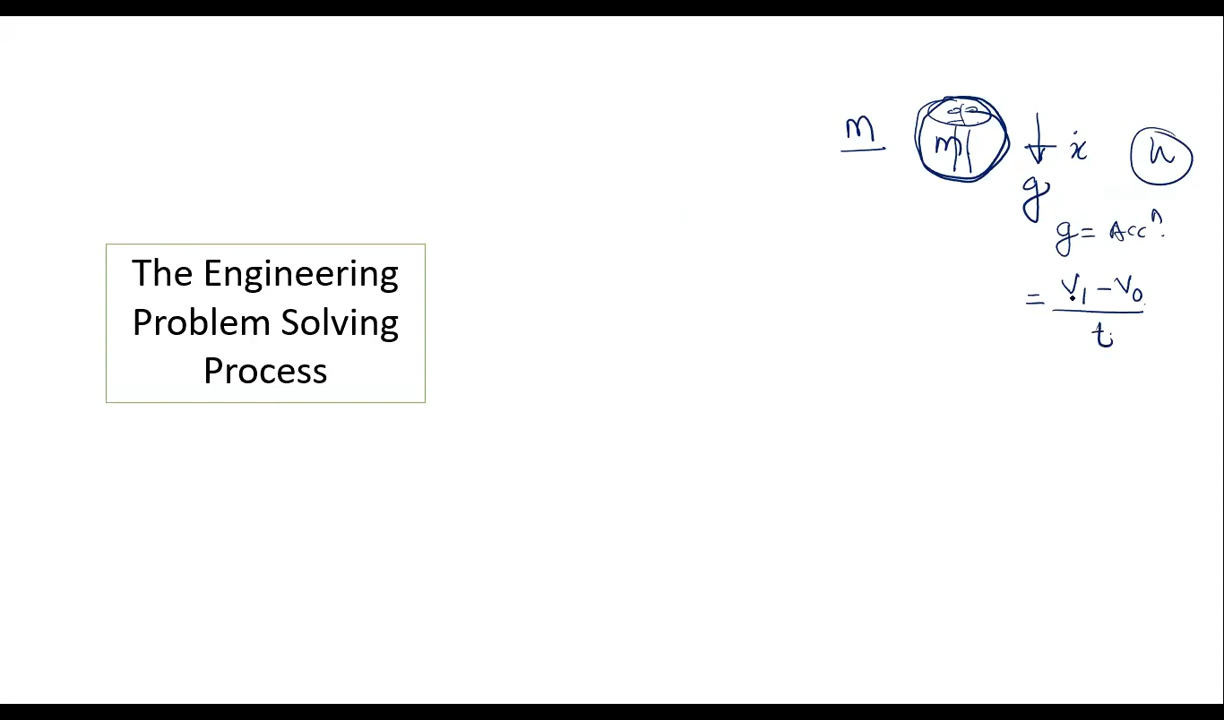 The Engineering
Problem Solving
Process
m
m
ẋ
g
g = Accⁿ.
= V₁ - V₀
t